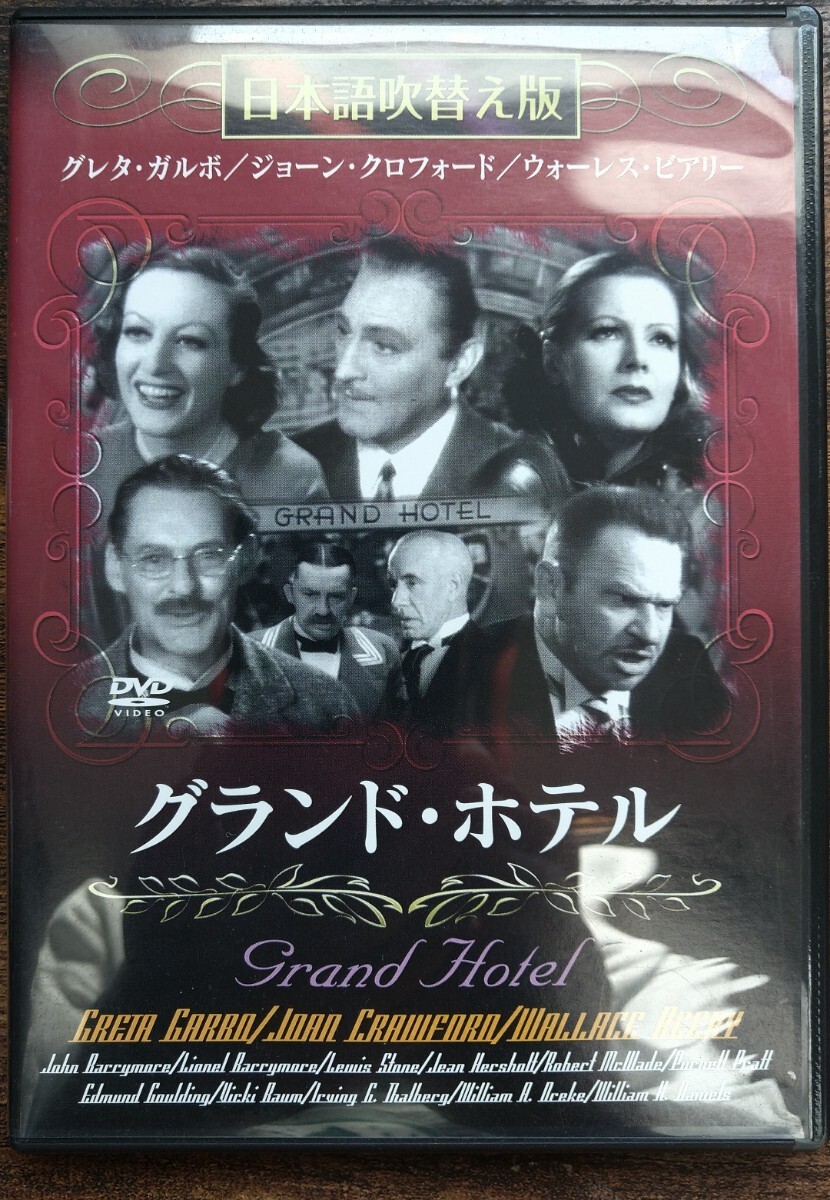 日本語吹替え版
グレタ・ガルボ/ジョーン・クロフォード/ウォーレス・ビアリー
GRAND HOTEL
DVD
VIDEO
グランド・ホテル
Grand Hotel
GRETA GARBO/JOAN CRAWFORD/WALLACE BEERY
John Barrymore/Lionel Barrymore/Lewis Stone/Jean Hersholt/Robert McWade/Purnell Pratt
Edmund Goulding/Vicki Baum/Irving G. Thalberg/William A. Dreke/William H. Daniels